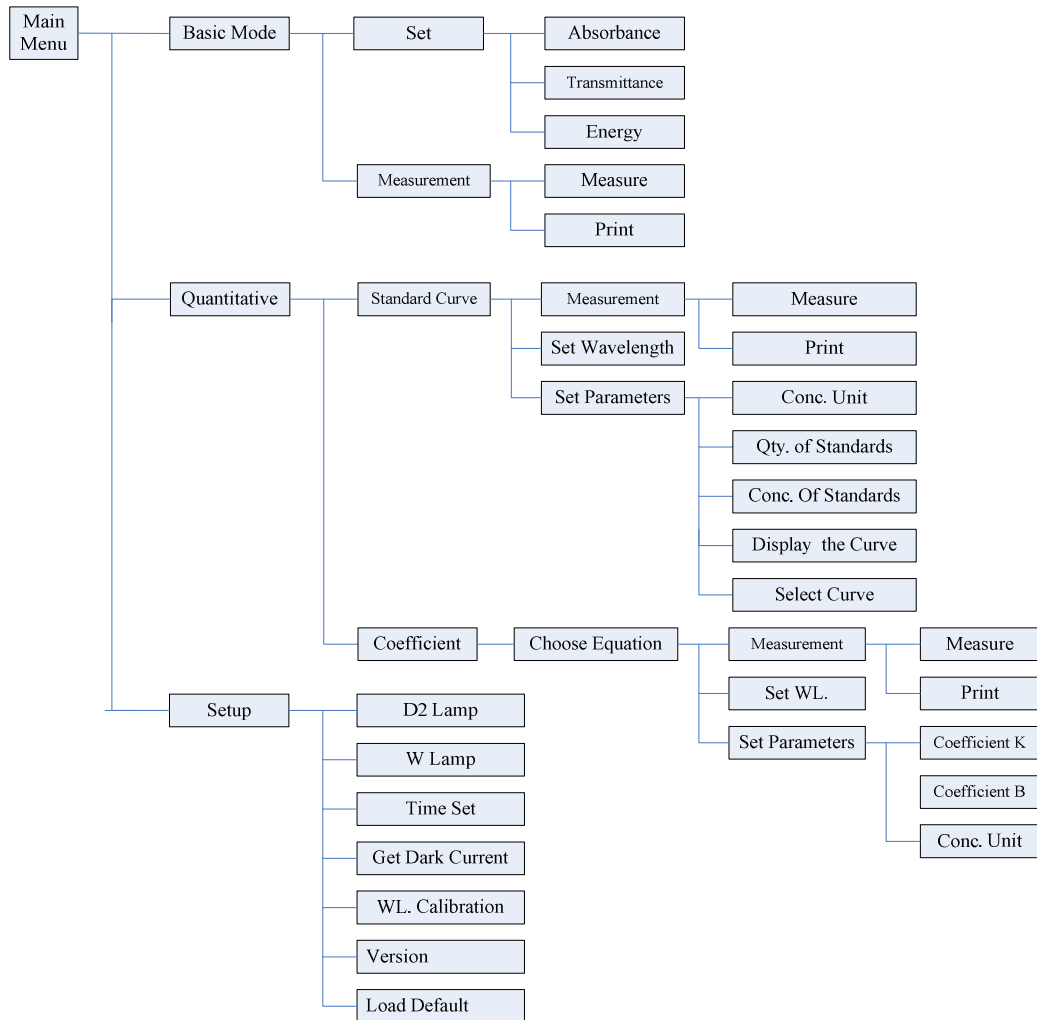 Main
Menu
Basic Mode
Set
Absorbance
Transmittance
Energy
Measurement
Measure
Print
Quantitative
Standard Curve
Measurement
Measure
Print
Set Wavelength
Set Parameters
Conc. Unit
Qty. of Standards
Conc. Of Standards
Display the Curve
Select Curve
Coefficient
Choose Equation
Measurement
Measure
Print
Set WL.
Set Parameters
Coefficient K
Coefficient B
Conc. Unit
Setup
D2 Lamp
W Lamp
Time Set
Get Dark Current
WL. Calibration
Version
Load Default